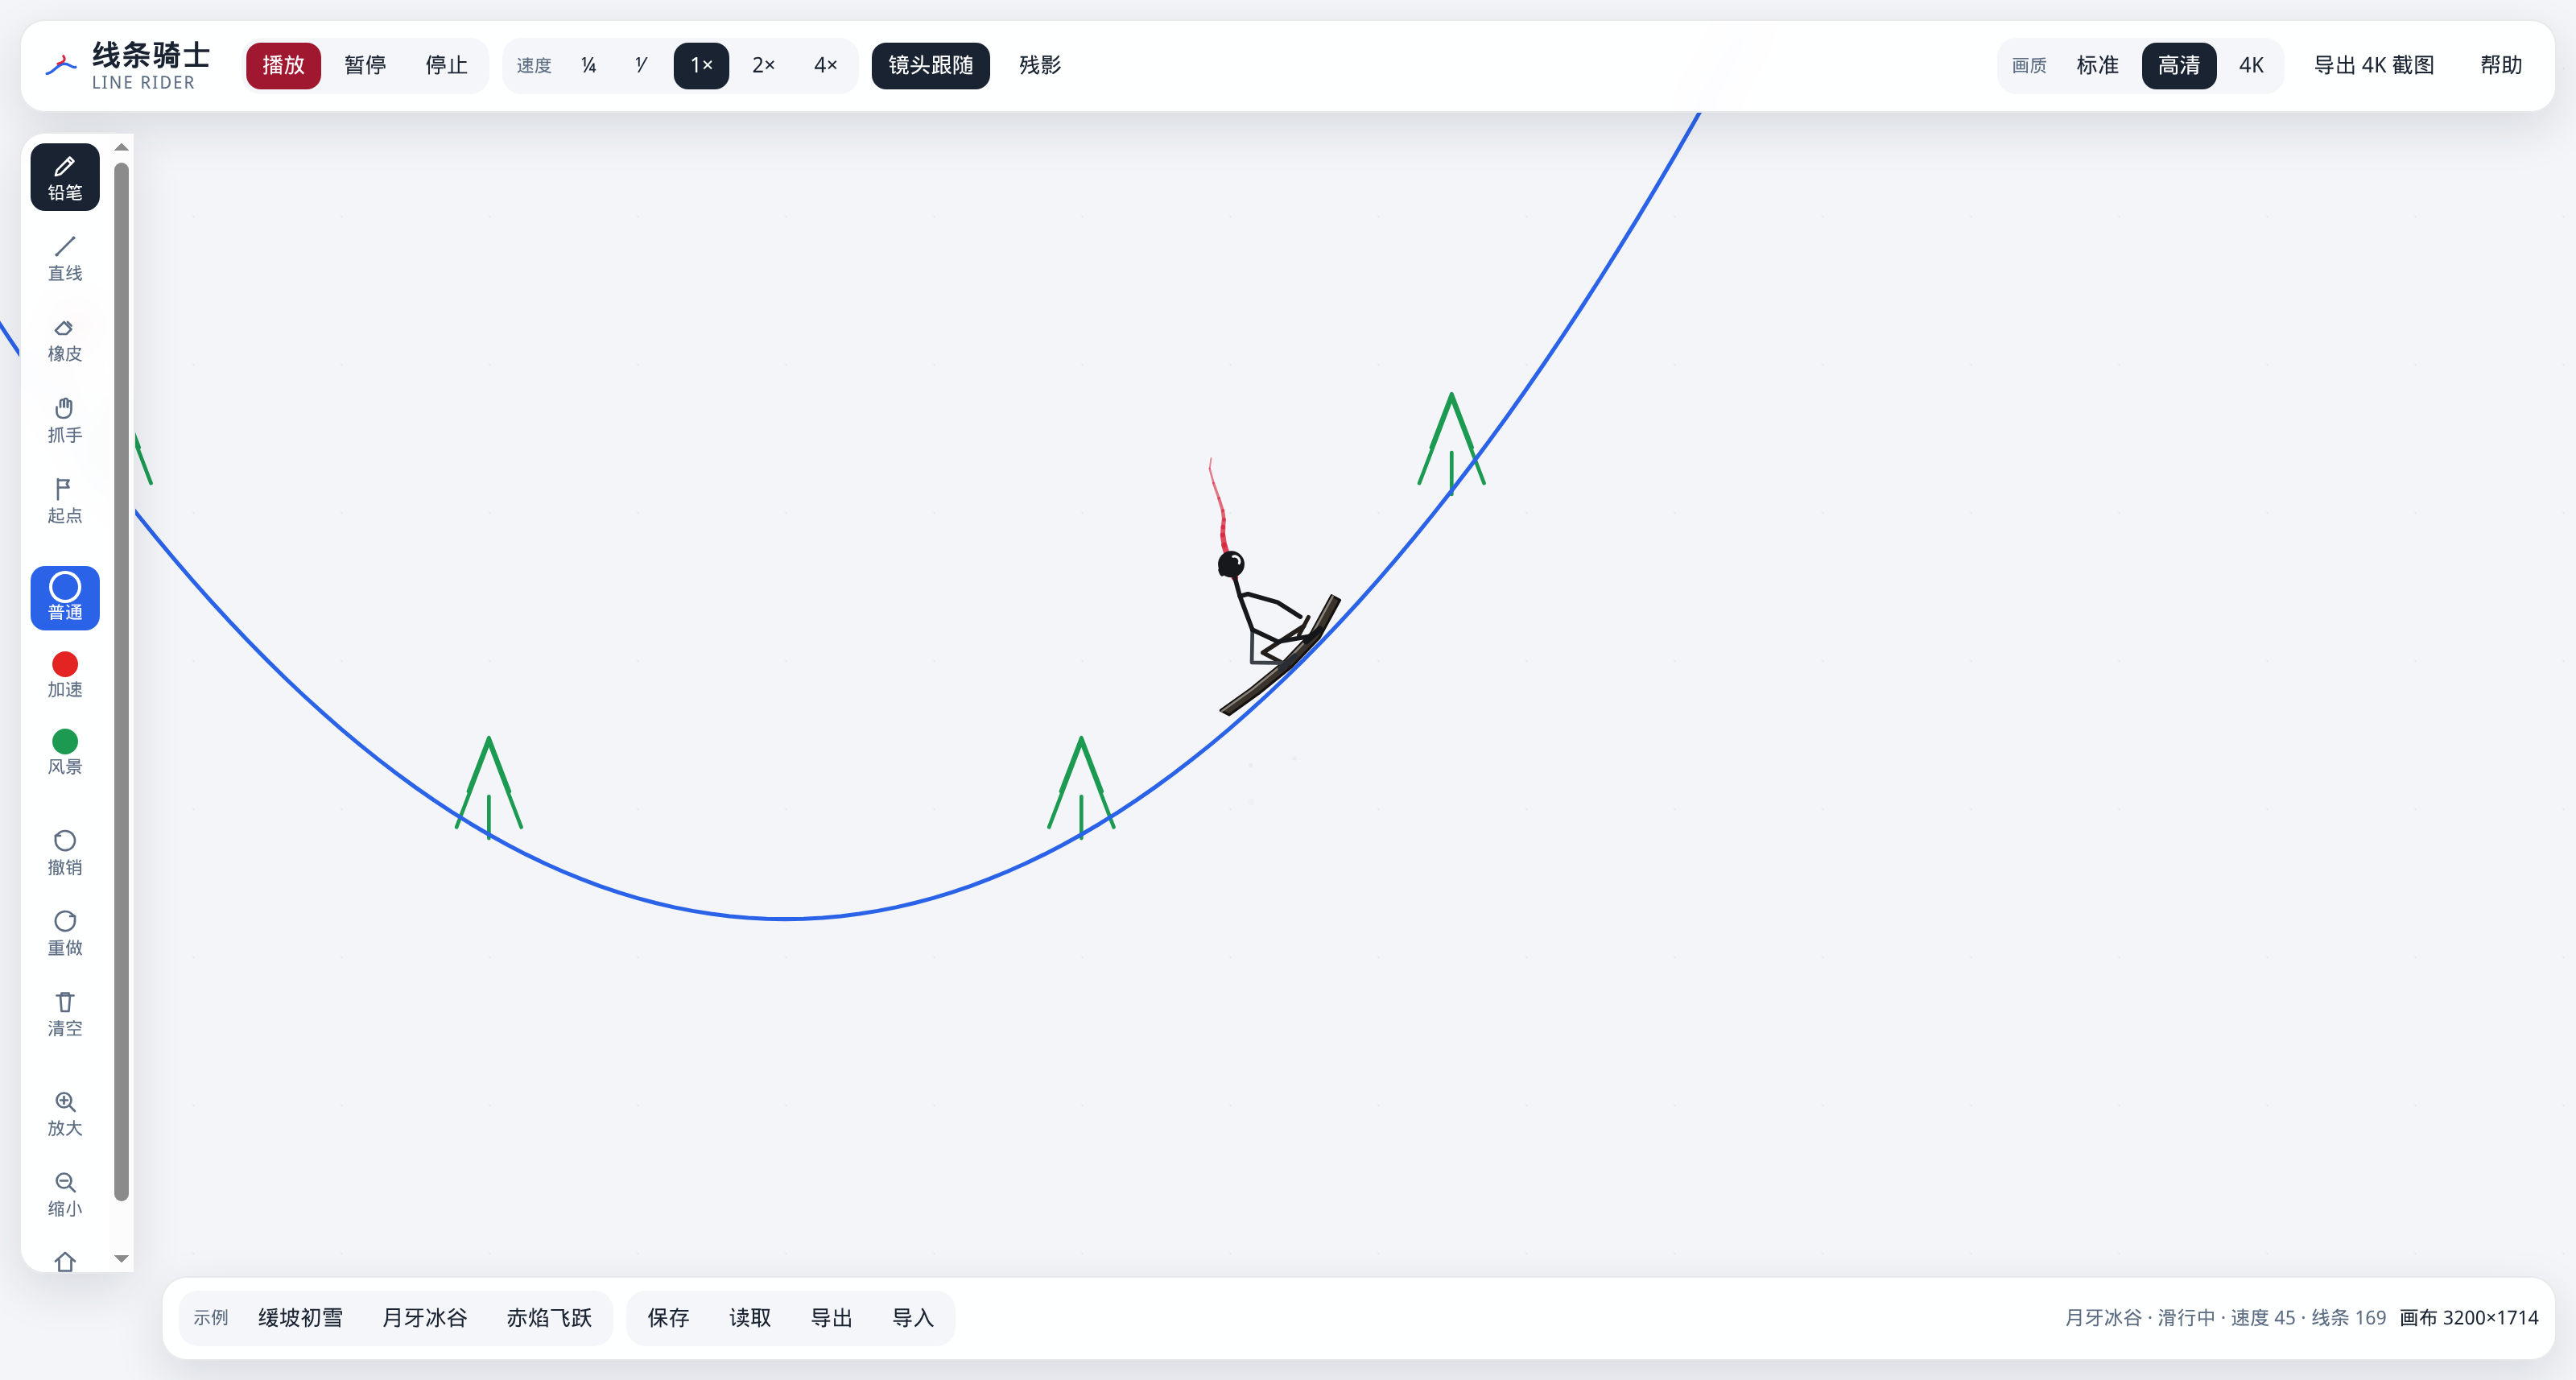 线条骑士
LINE RIDER
播放 暂停 停止 速度 ¼ ⅟ 1× 2× 4× 镜头跟随 残影 画质 标准 高清 4K 导出 4K 截图 帮助
铅笔
直线
橡皮
抓手
起点
普通
加速
风景
撤销
重做
清空
放大
缩小
示例 缓坡初雪 月牙冰谷 赤焰飞跃 保存 读取 导出 导入 月牙冰谷 · 滑行中 · 速度 45 · 线条 169 画布 3200×1714